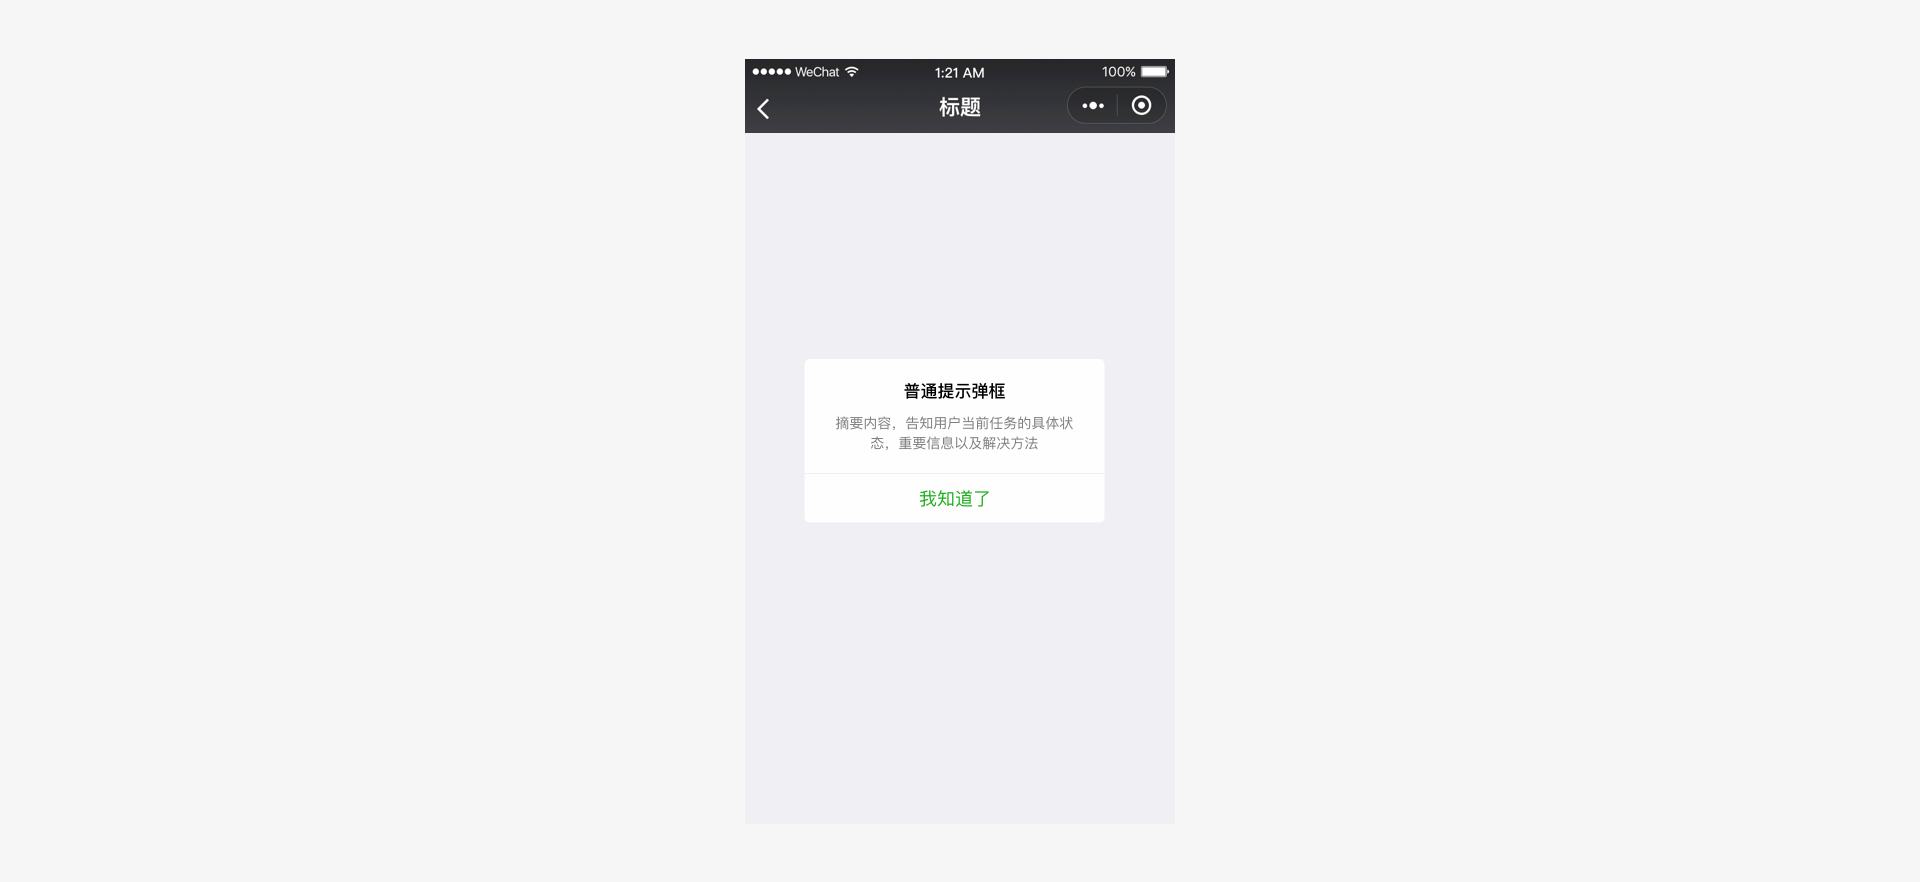 WeChat 1:21 AM 100%
标题
普通提示弹框
摘要内容，告知用户当前任务的具体状
态，重要信息以及解决方法
我知道了